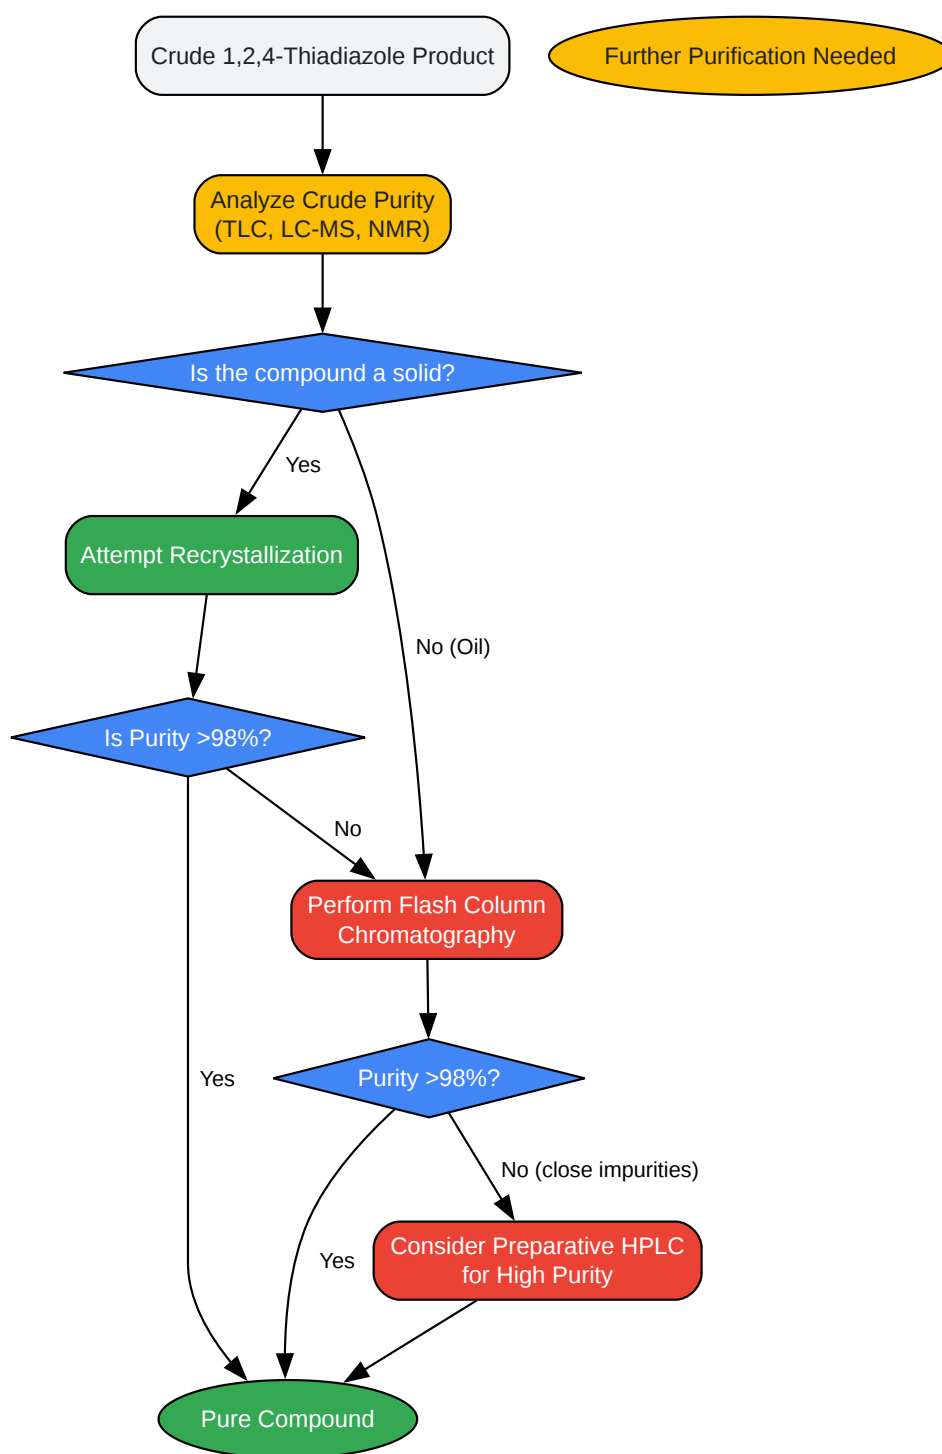 Crude 1,2,4-Thiadiazole Product
Further Purification Needed
Analyze Crude Purity
(TLC, LC-MS, NMR)
Is the compound a solid?
Yes
Attempt Recrystallization
No (Oil)
Is Purity >98%?
No
Perform Flash Column
Chromatography
Yes
Purity >98%?
No (close impurities)
Yes
Consider Preparative HPLC
for High Purity
Pure Compound